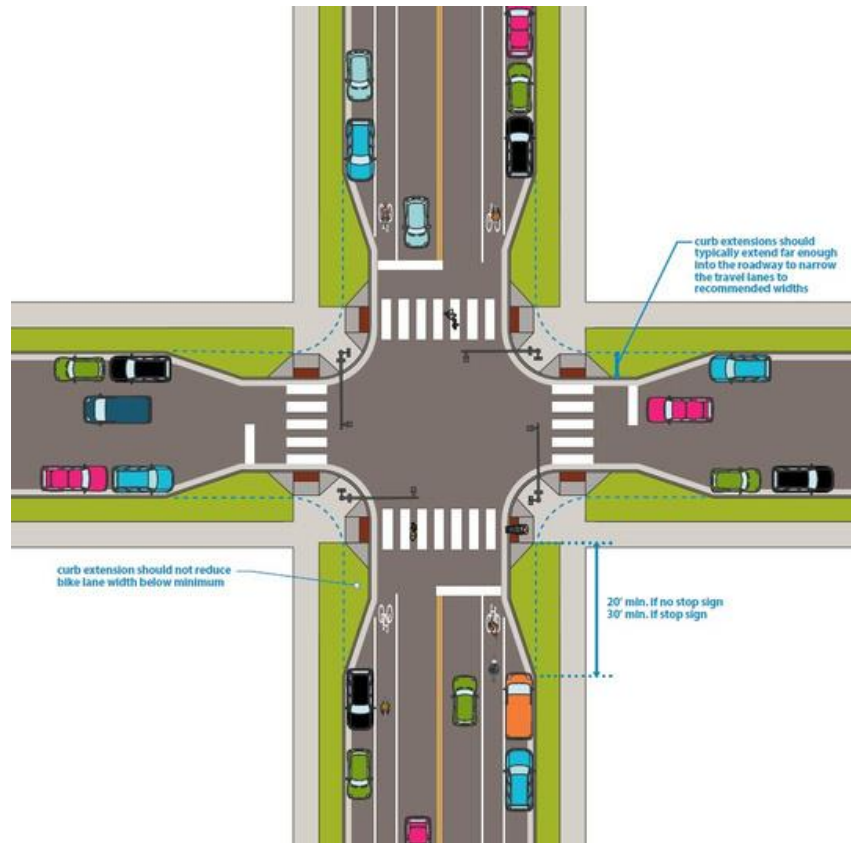 curb extensions should
typically extend far enough
into the roadway to narrow
the travel lanes to
recommended widths
curb extension should not reduce
bike lane width below minimum
20' min. if no stop sign
30' min. if stop sign